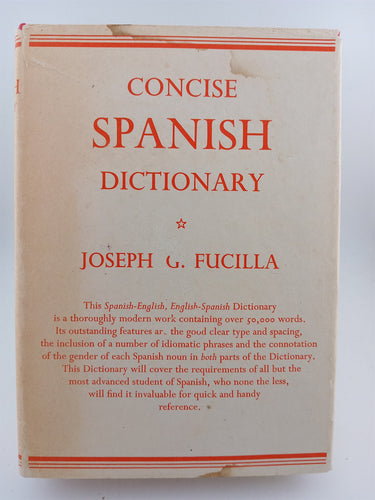 CONCISE
SPANISH
DICTIONARY
JOSEPH G. FUCILLA
This Spanish-English, English-Spanish Dictionary
is a thoroughly modern work containing over 50,000 words.
Its outstanding features are the good clear type and spacing,
the inclusion of a number of idiomatic phrases and the connotation
of the gender of each Spanish noun in both parts of the Dictionary.
This Dictionary will cover the requirements of all but the
most advanced student of Spanish, who none the less,
will find it invaluable for quick and handy
reference.